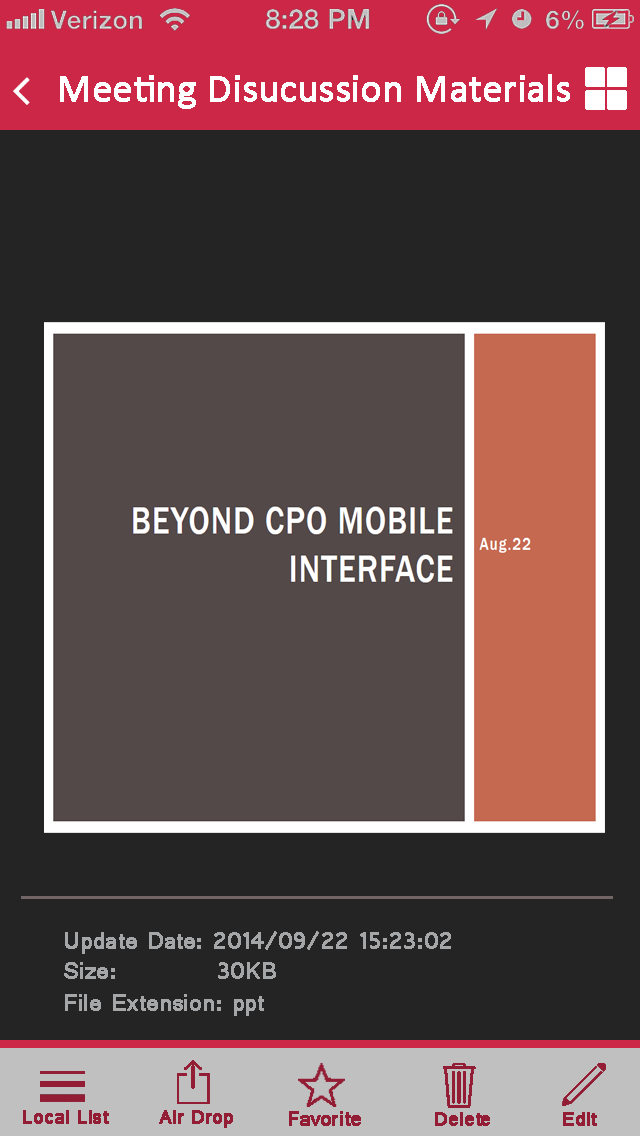 Verizon 8:28 PM 6%
Meeting Disucussion Materials
BEYOND CPO MOBILE
INTERFACE
Aug.22
Update Date: 2014/09/22 15:23:02
Size: 30KB
File Extension: ppt
Local List Air Drop Favorite Delete Edit